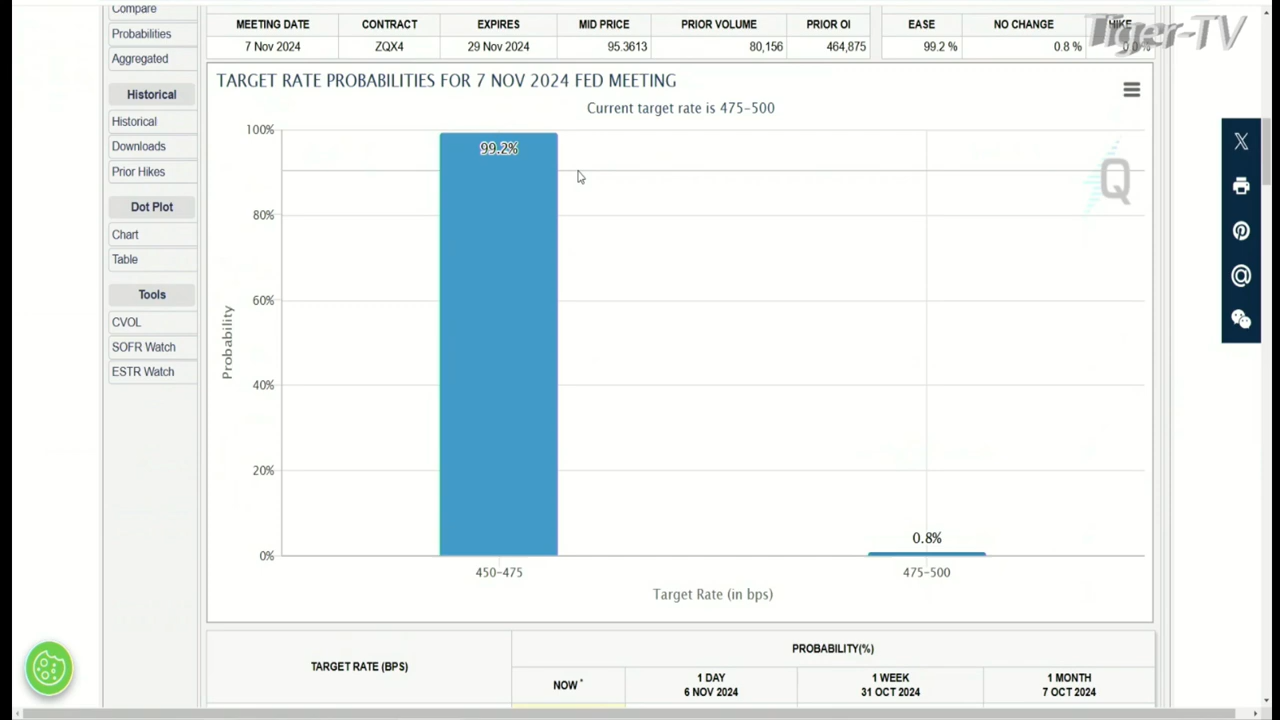 Compare
Probabilities
Aggregated
Historical
Historical
Downloads
Prior Hikes
Dot Plot
Chart
Table
Tools
CVOL
SOFR Watch
ESTR Watch
MEETING DATE CONTRACT EXPIRES MID PRICE PRIOR VOLUME PRIOR OI EASE NO CHANGE HIKE
7 Nov 2024 ZQX4 29 Nov 2024 95.3613 80,156 464,875 99.2 % 0.8 % 0.0 %
Tiger-TV
TARGET RATE PROBABILITIES FOR 7 NOV 2024 FED MEETING
Current target rate is 475-500
100%
99.2%
Q
80%
60%
Probability
40%
20%
0.8%
0%
450-475 475-500
Target Rate (in bps)
TARGET RATE (BPS) PROBABILITY(%)
NOW * 1 DAY 1 WEEK 1 MONTH
6 NOV 2024 31 OCT 2024 7 OCT 2024